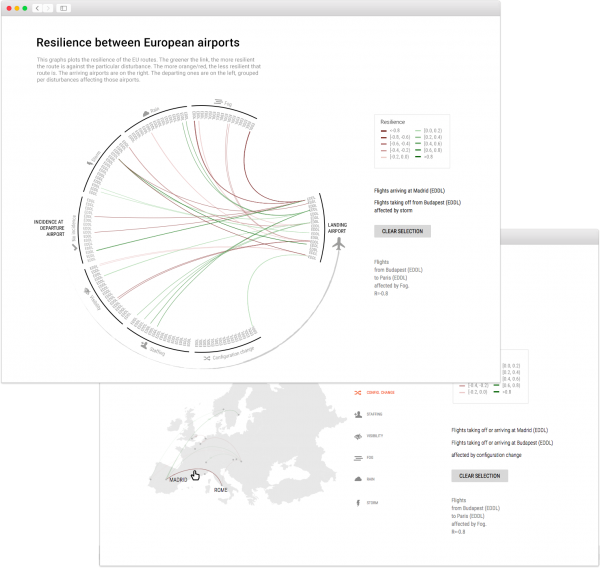 Resilience between European airports
This graphs plots the resilience of the EU routes. The greener the link, the more resilient
the route is against the particular disturbance. The more orange/red, the less resilient that
route is. The arriving airports are on the right. The departing ones are on the left, grouped
per disturbances affecting those airports.
Fog
Rain
Storm
INCIDENCE AT
DEPARTURE
AIRPORT
No incidence
Visibility
Staffing
Configuration change
LANDING
AIRPORT
Resilience
[0.0, 0.2)
[-0.8, -0.6) [0.2, 0.4)
[-0.6, -0.4) [0.4, 0.6)
[-0.4, -0.2) [0.6, 0.8)
[-0.2, 0.0) >0.8
Flights arriving at Madrid (EDDL)
Flights taking off from Budapest (EDDL)
affected by storm
CLEAR SELECTION
Flights
from Budapest (EDDL)
to Paris (EDDL)
affected by Fog.
R=-0.8
MADRID
ROME
CONFIG. CHANGE
STAFFING
VISIBILITY
FOG
RAIN
STORM
[0.0, 0.2)
[0.2, 0.4)
[0.4, 0.6)
[-0.4, -0.2) [0.6, 0.8)
[-0.2, 0.0) >0.8
Flights taking off or arriving at Madrid (EDDL)
Flights taking off or arriving at Budapest (EDDL)
affected by configuration change
CLEAR SELECTION
Flights
from Budapest (EDDL)
to Paris (EDDL)
affected by Fog.
R=-0.8